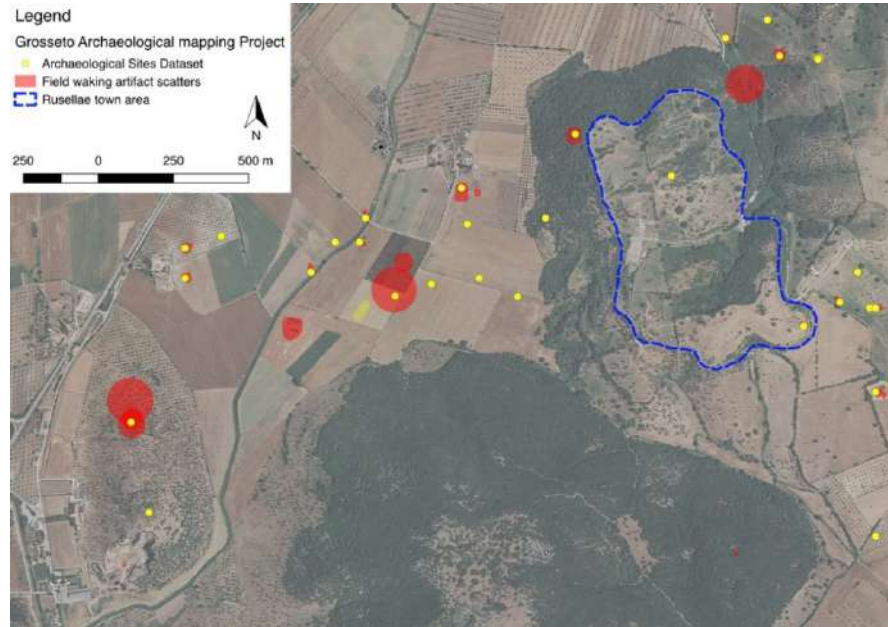 Legend
Grosseto Archaeological mapping Project
Archaeological Sites Dataset
Field waking artifact scatters
Rusellae town area
N
250 0 250 500 m